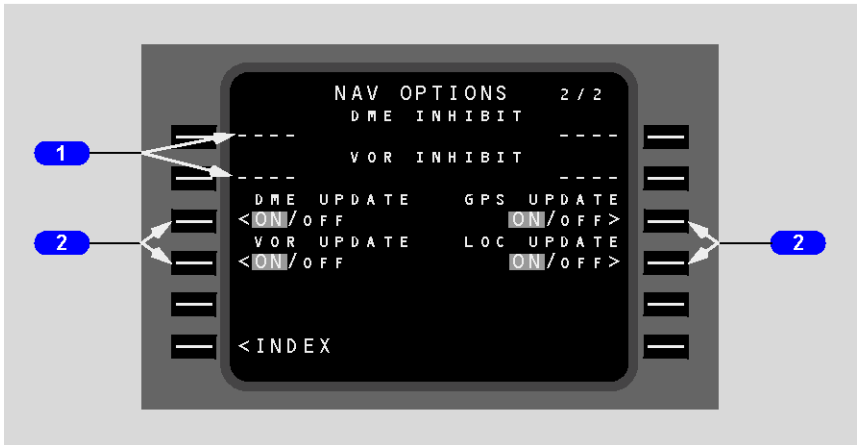 NAV OPTIONS 2/2
DME INHIBIT
1 ---- ----
VOR INHIBIT
---- ----
DME UPDATE GPS UPDATE
<ON/OFF ON/OFF>
2 VOR UPDATE LOC UPDATE 2
<ON/OFF ON/OFF>
<INDEX